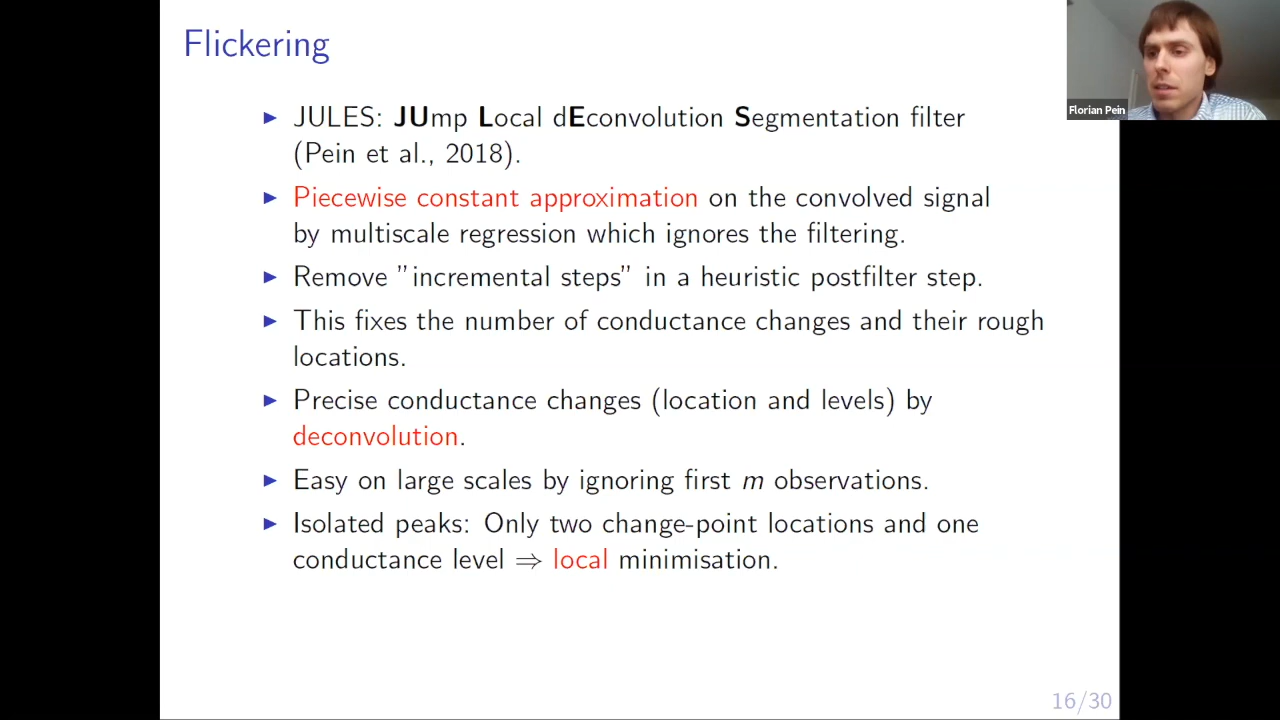 Flickering
Florian Pein
▶ JULES: JUmp Local dEconvolution Segmentation filter
(Pein et al., 2018).
▶ Piecewise constant approximation on the convolved signal
by multiscale regression which ignores the filtering.
▶ Remove ”incremental steps” in a heuristic postfilter step.
▶ This fixes the number of conductance changes and their rough
locations.
▶ Precise conductance changes (location and levels) by
deconvolution.
▶ Easy on large scales by ignoring first m observations.
▶ Isolated peaks: Only two change-point locations and one
conductance level ⇒ local minimisation.
16/30